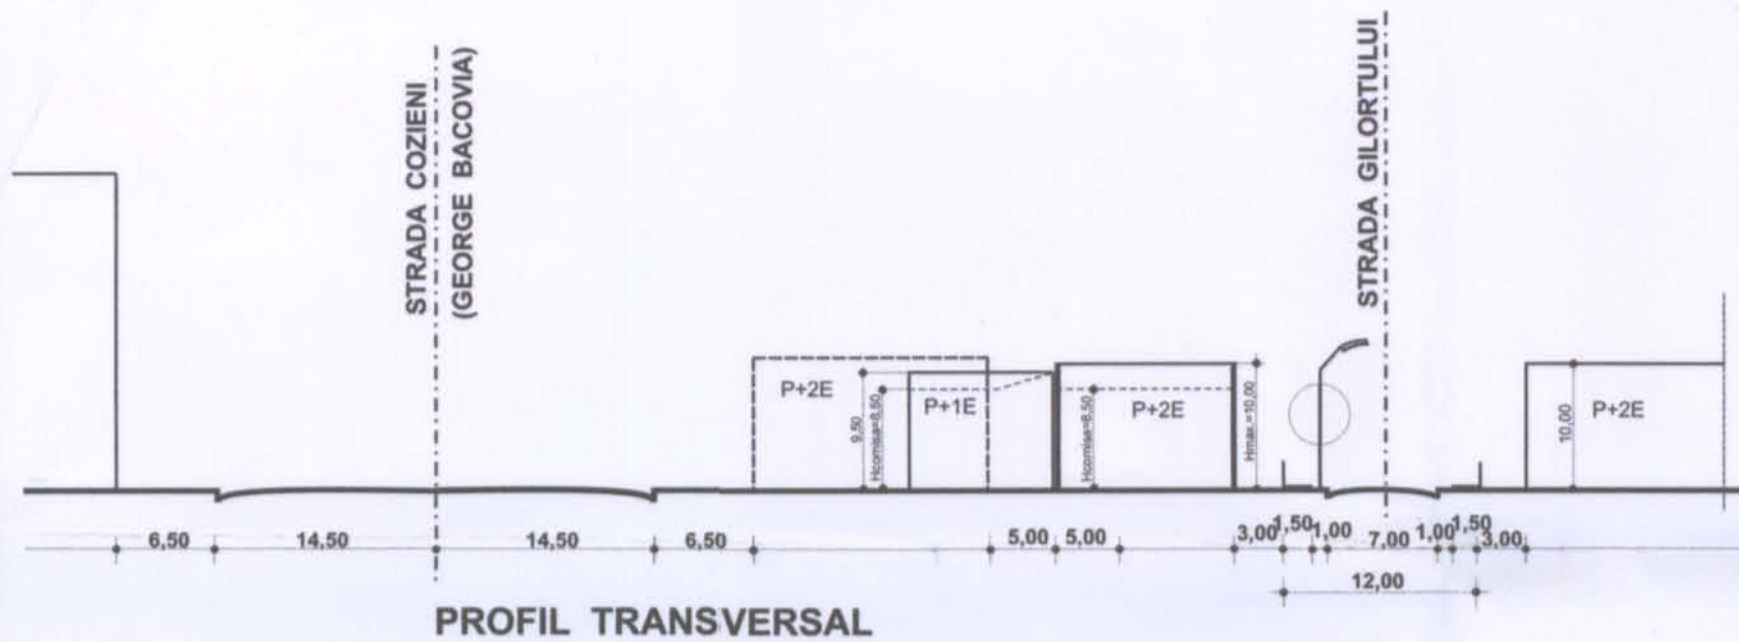 STRADA COZIENI
(GEORGE BACOVIA)
STRADA GILORTULUI
P+2E
9,50
Hcornisa=8,50
P+1E
Hcornisa=8,50
P+2E
Hmax.=10,00
10,00
P+2E
6,50
14,50
14,50
6,50
5,00
5,00
3,00
1,50
1,00
7,00
1,00
1,50
3,00
12,00
PROFIL TRANSVERSAL